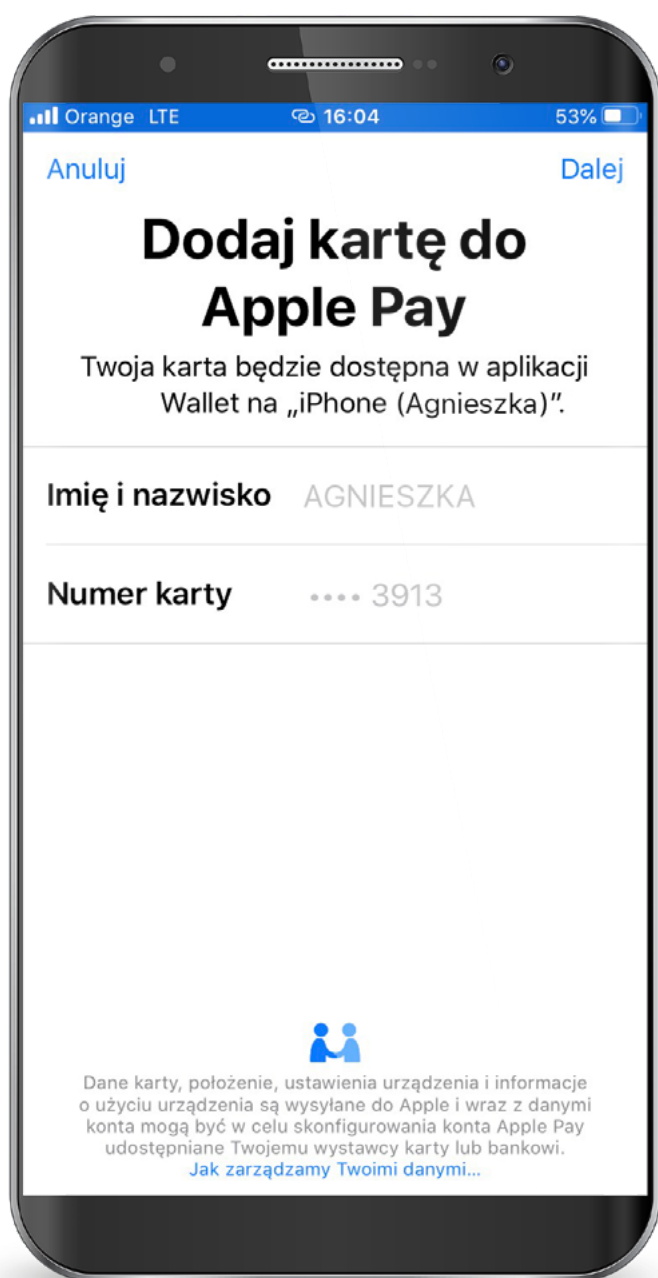 Orange LTE 16:04 53%
Anuluj Dalej
Dodaj kartę do
Apple Pay
Twoja karta będzie dostępna w aplikacji
Wallet na „iPhone (Agnieszka)”.
Imię i nazwisko AGNIESZKA
Numer karty •••• 3913
Dane karty, położenie, ustawienia urządzenia i informacje
o użyciu urządzenia są wysyłane do Apple i wraz z danymi
konta mogą być w celu skonfigurowania konta Apple Pay
udostępniane Twojemu wystawcy karty lub bankowi.
Jak zarządzamy Twoimi danymi...